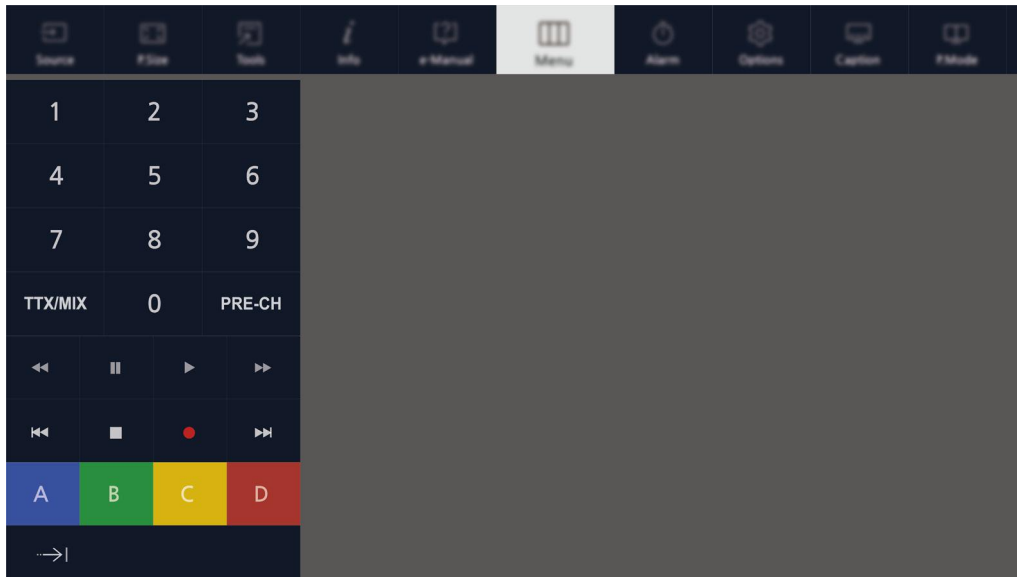 Source P.Size Tools Info e-Manual Menu Alarm Options Caption P.Mode
1 2 3
4 5 6
7 8 9
TTX/MIX 0 PRE-CH
A B C D